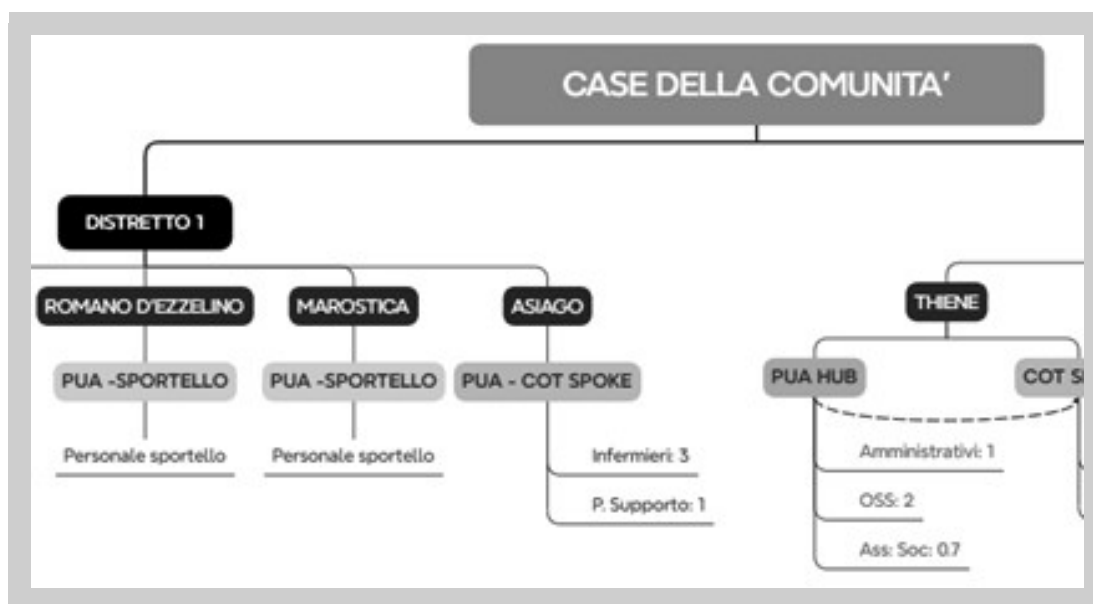 CASE DELLA COMUNITA'
DISTRETTO 1
ROMANO D'EZZELINO
MAROSTICA
ASIAGO
THIENE
PUA -SPORTELLO
PUA -SPORTELLO
PUA - COT SPOKE
PUA HUB
COT
Personale sportello
Personale sportello
Infermieri: 3
P. Supporto: 1
Amministrativi: 1
OSS: 2
Ass: Soc: 0.7